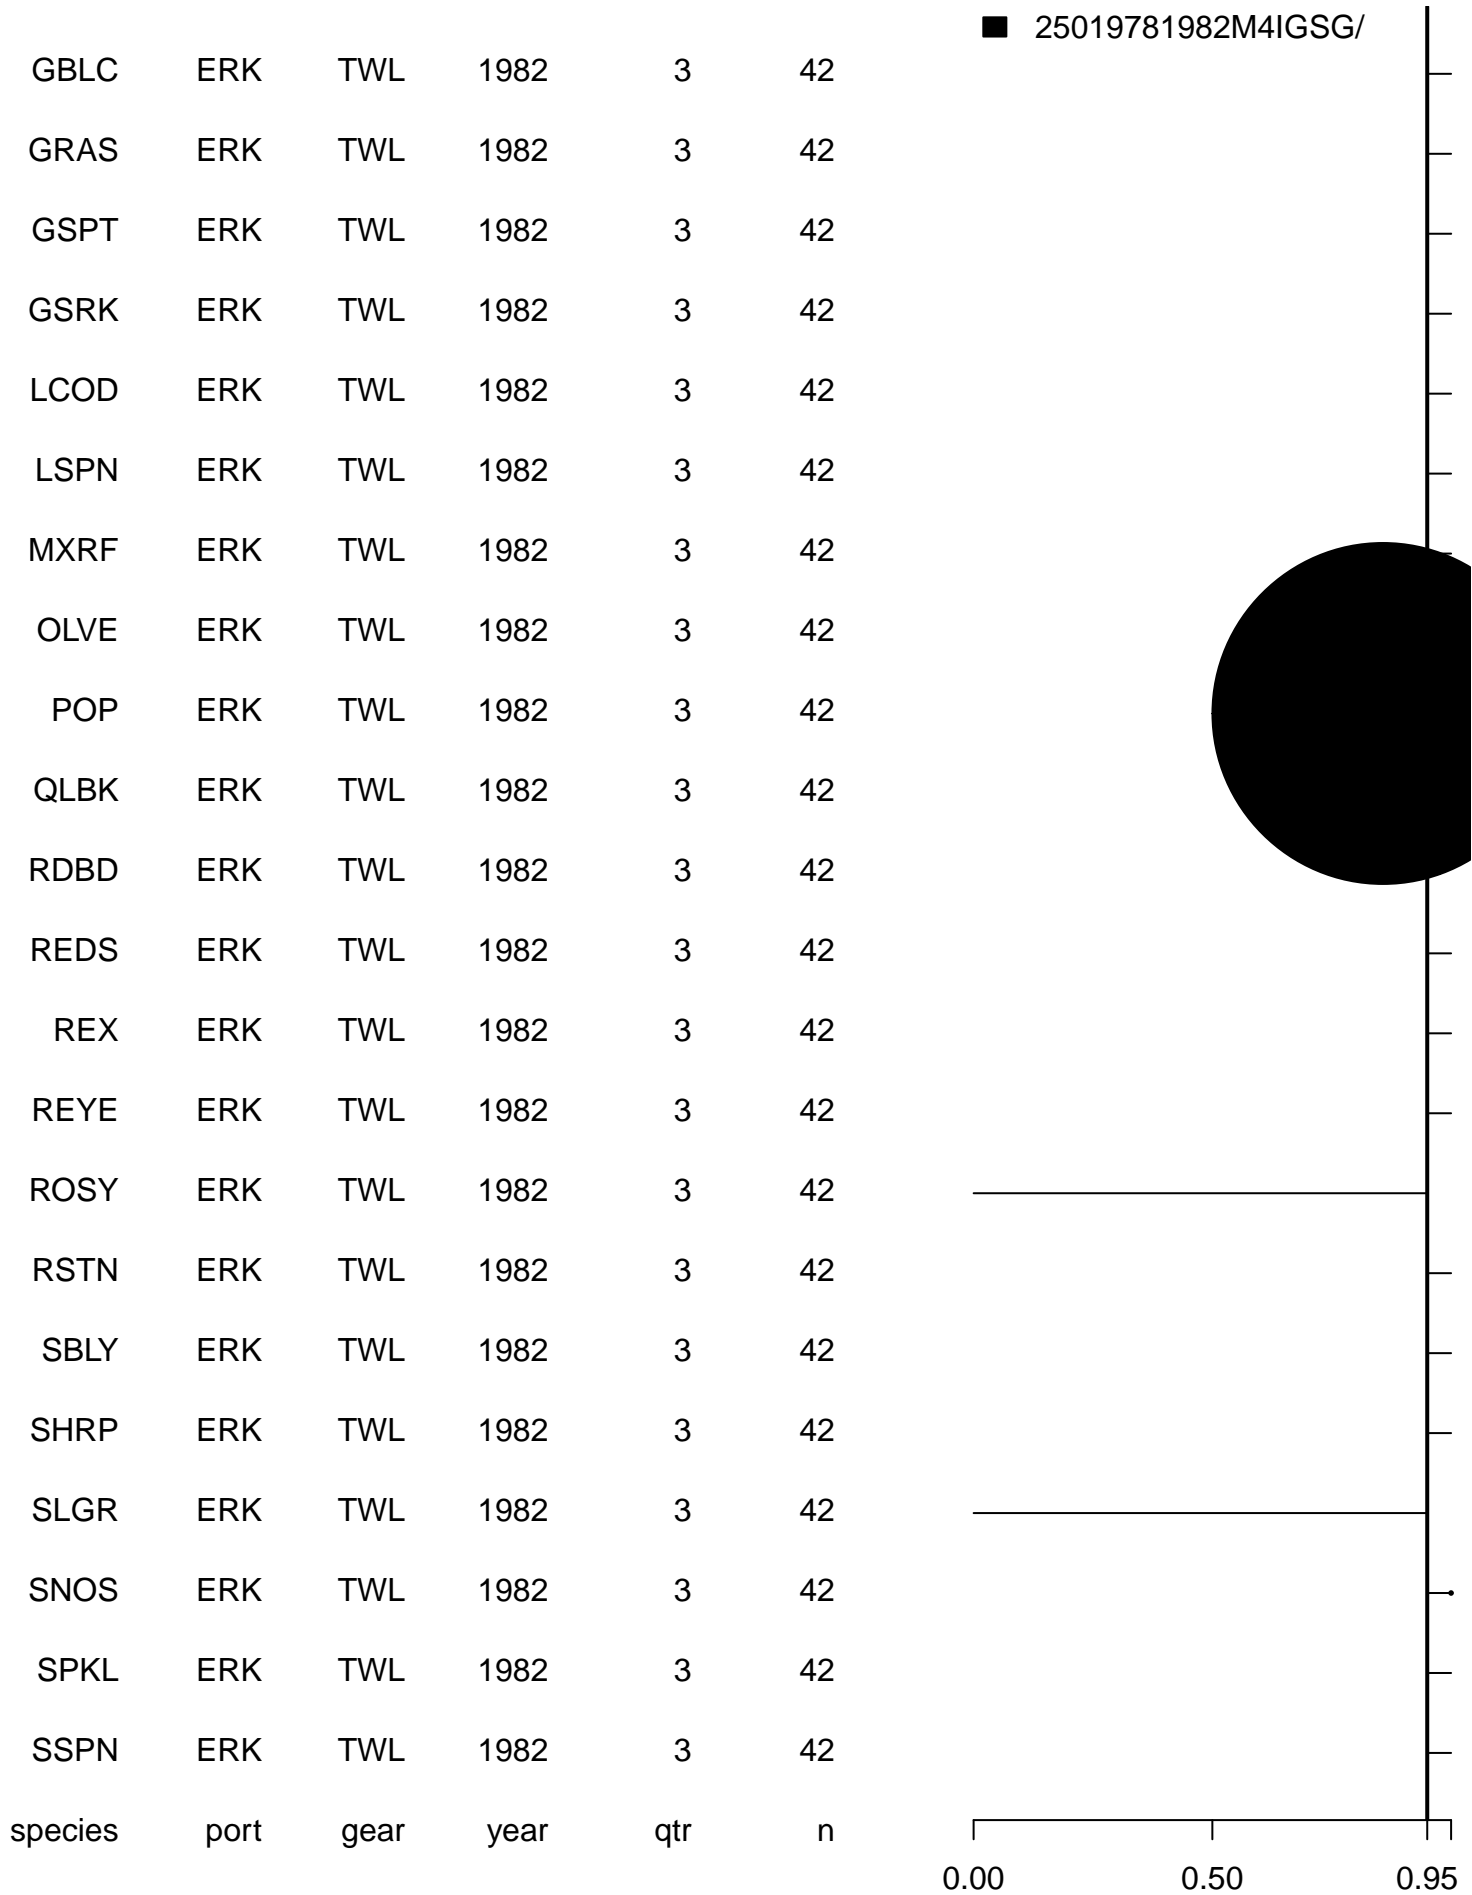 25019781982M4IGSG/
GBLC ERK TWL 1982 3 42
GRAS ERK TWL 1982 3 42
GSPT ERK TWL 1982 3 42
GSRK ERK TWL 1982 3 42
LCOD ERK TWL 1982 3 42
LSPN ERK TWL 1982 3 42
MXRF ERK TWL 1982 3 42
OLVE ERK TWL 1982 3 42
POP ERK TWL 1982 3 42
QLBK ERK TWL 1982 3 42
RDBD ERK TWL 1982 3 42
REDS ERK TWL 1982 3 42
REX ERK TWL 1982 3 42
REYE ERK TWL 1982 3 42
ROSY ERK TWL 1982 3 42
RSTN ERK TWL 1982 3 42
SBLY ERK TWL 1982 3 42
SHRP ERK TWL 1982 3 42
SLGR ERK TWL 1982 3 42
SNOS ERK TWL 1982 3 42
SPKL ERK TWL 1982 3 42
SSPN ERK TWL 1982 3 42
species port gear year qtr n
0.00 0.50 0.95